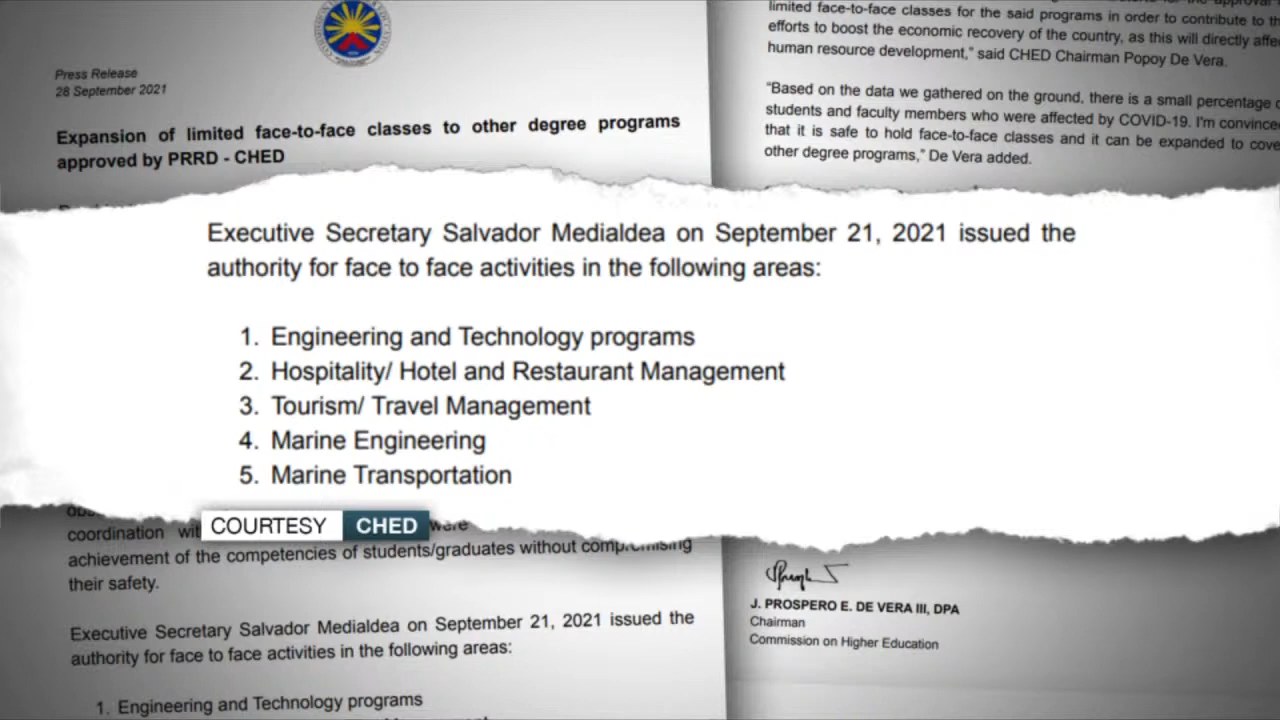 Press Release
28 September 2021
Expansion of limited face-to-face classes to other degree programs
approved by PRRD - CHED
limited face-to-face classes for the said programs in order to contribute to
efforts to boost the economic recovery of the country, as this will directly
human resource development," said CHED Chairman Popoy De Vera.
"Based on the data we gathered on the ground, there is a small percentage
students and faculty members who were affected by COVID-19. I'm convinced
that it is safe to hold face-to-face classes and it can be expanded to
other degree programs," De Vera added.
Executive Secretary Salvador Medialdea on September 21, 2021 issued the
authority for face to face activities in the following areas:
1. Engineering and Technology programs
2. Hospitality/ Hotel and Restaurant Management
3. Tourism/ Travel Management
4. Marine Engineering
5. Marine Transportation
COURTESY CHED
coordination were
achievement of the competencies of students/graduates without compromising
their safety.
Executive Secretary Salvador Medialdea on September 21, 2021 issued the
authority for face to face activities in the following areas:
1. Engineering and Technology programs
J. PROSPERO E. DE VERA III, DPA
Chairman
Commission on Higher Education